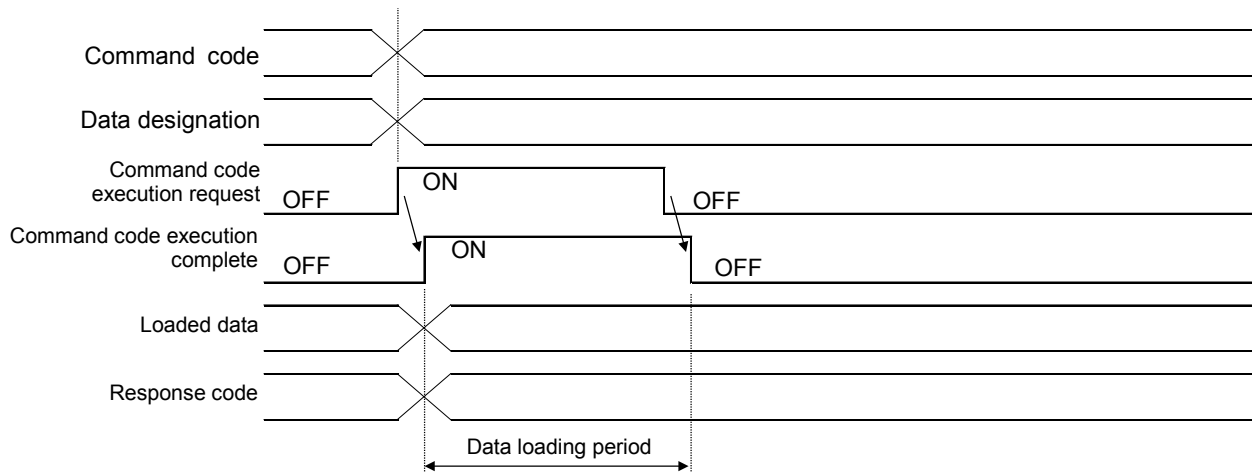 Command code
Data designation
Command code
execution request
OFF
ON
OFF
Command code execution
complete
OFF
ON
OFF
Loaded data
Response code
Data loading period